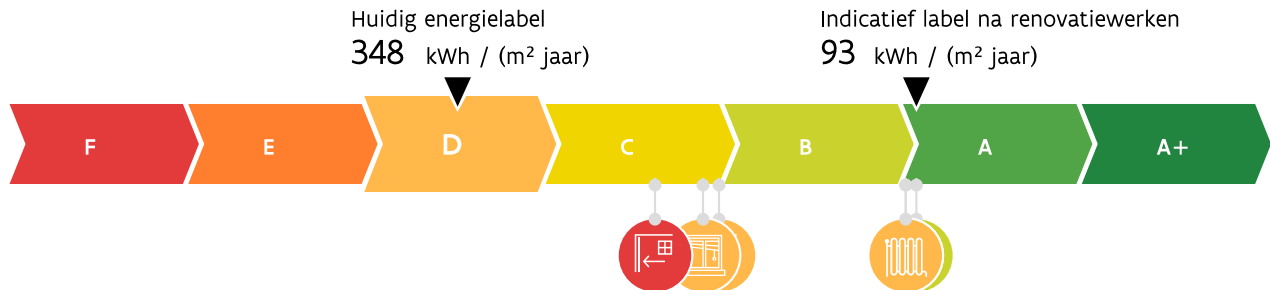 Huidig energielabel
348 kWh / (m² jaar)
Indicatief label na renovatiewerken
93 kWh / (m² jaar)
F E D C B A A+